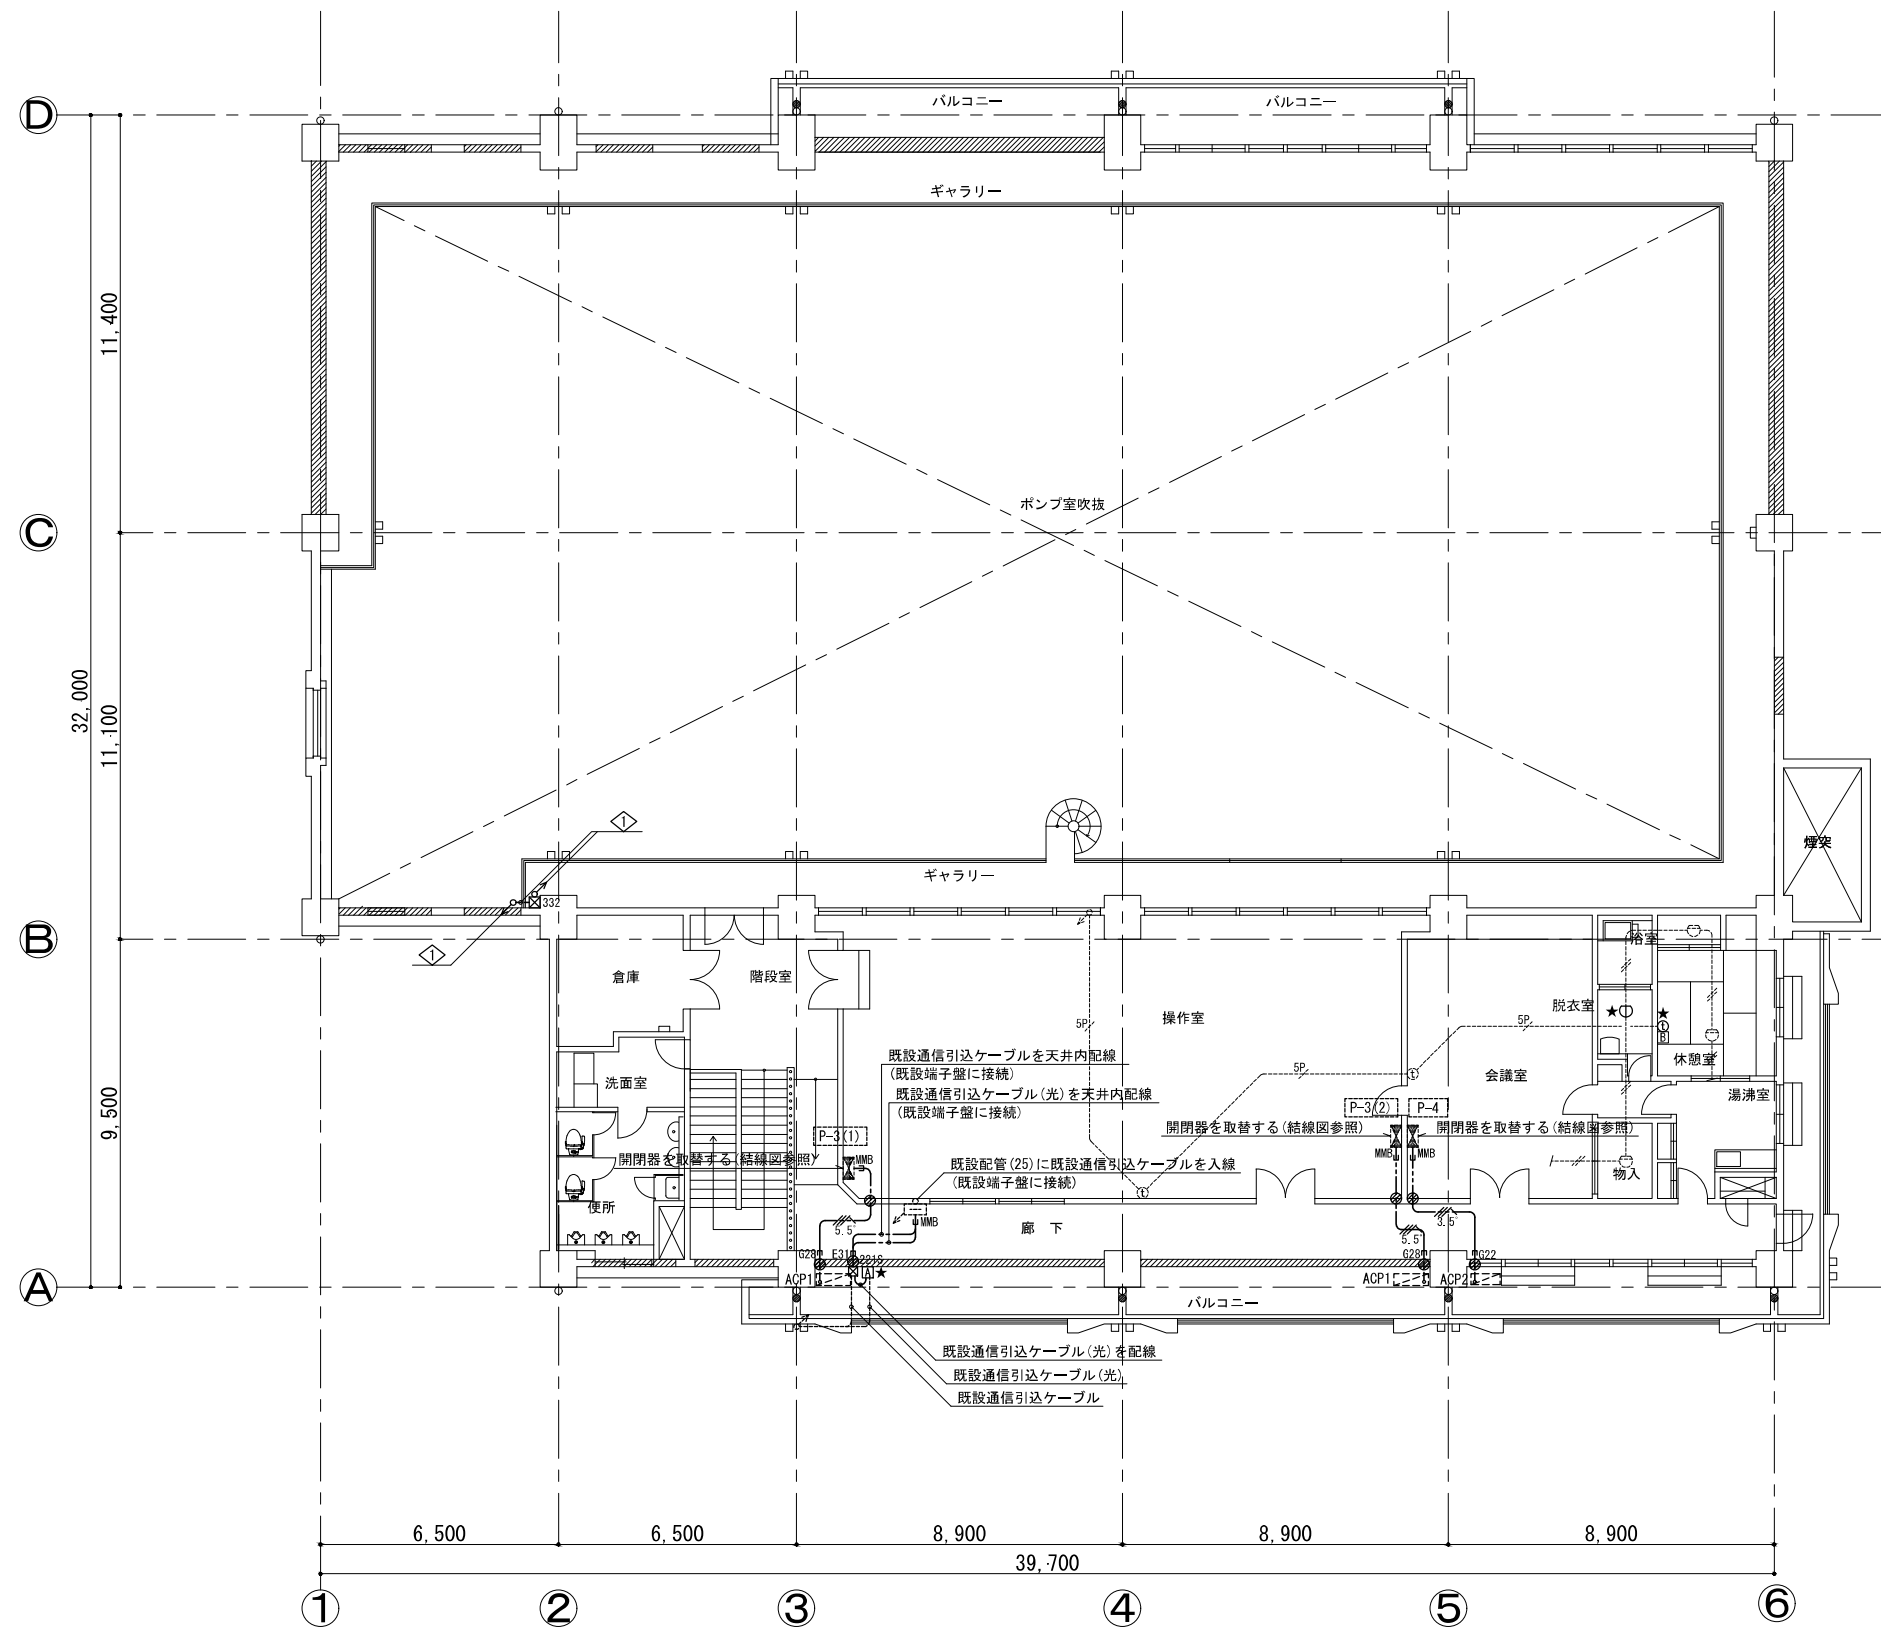 D
バルコニー
バルコニー
ギャラリー
11,400
ポンプ室吹抜
C
32,000
11,100
1
煙突
ギャラリー
332
B
1
浴室
倉庫
階段室
脱衣室
★
★
操作室
5P
5P
t
B
既設通信引込ケーブルを天井内配線
(既設端子盤に接続)
休憩室
洗面室
5P
t
会議室
既設通信引込ケーブル(光)を天井内配線
(既設端子盤に接続)
湯沸室
9,500
P-3(1)
P-3(2)
P-4
開閉器を取替する(結線図参照)
開閉器を取替する(結線図参照)
開閉器を取替する(結線図参照)
MMB
MMB
MMB
既設配管(25)に既設通信引込ケーブルを入線
(既設端子盤に接続)
物入
t
便所
MMB
廊 下
5.5
5.5
3.5
G28
E31
G28
G22
221S
A
★
ACP1
ACP1
ACP2
A
バルコニー
既設通信引込ケーブル(光)を配線
既設通信引込ケーブル(光)
既設通信引込ケーブル
6,500
6,500
8,900
8,900
8,900
39,700
1
2
3
4
5
6